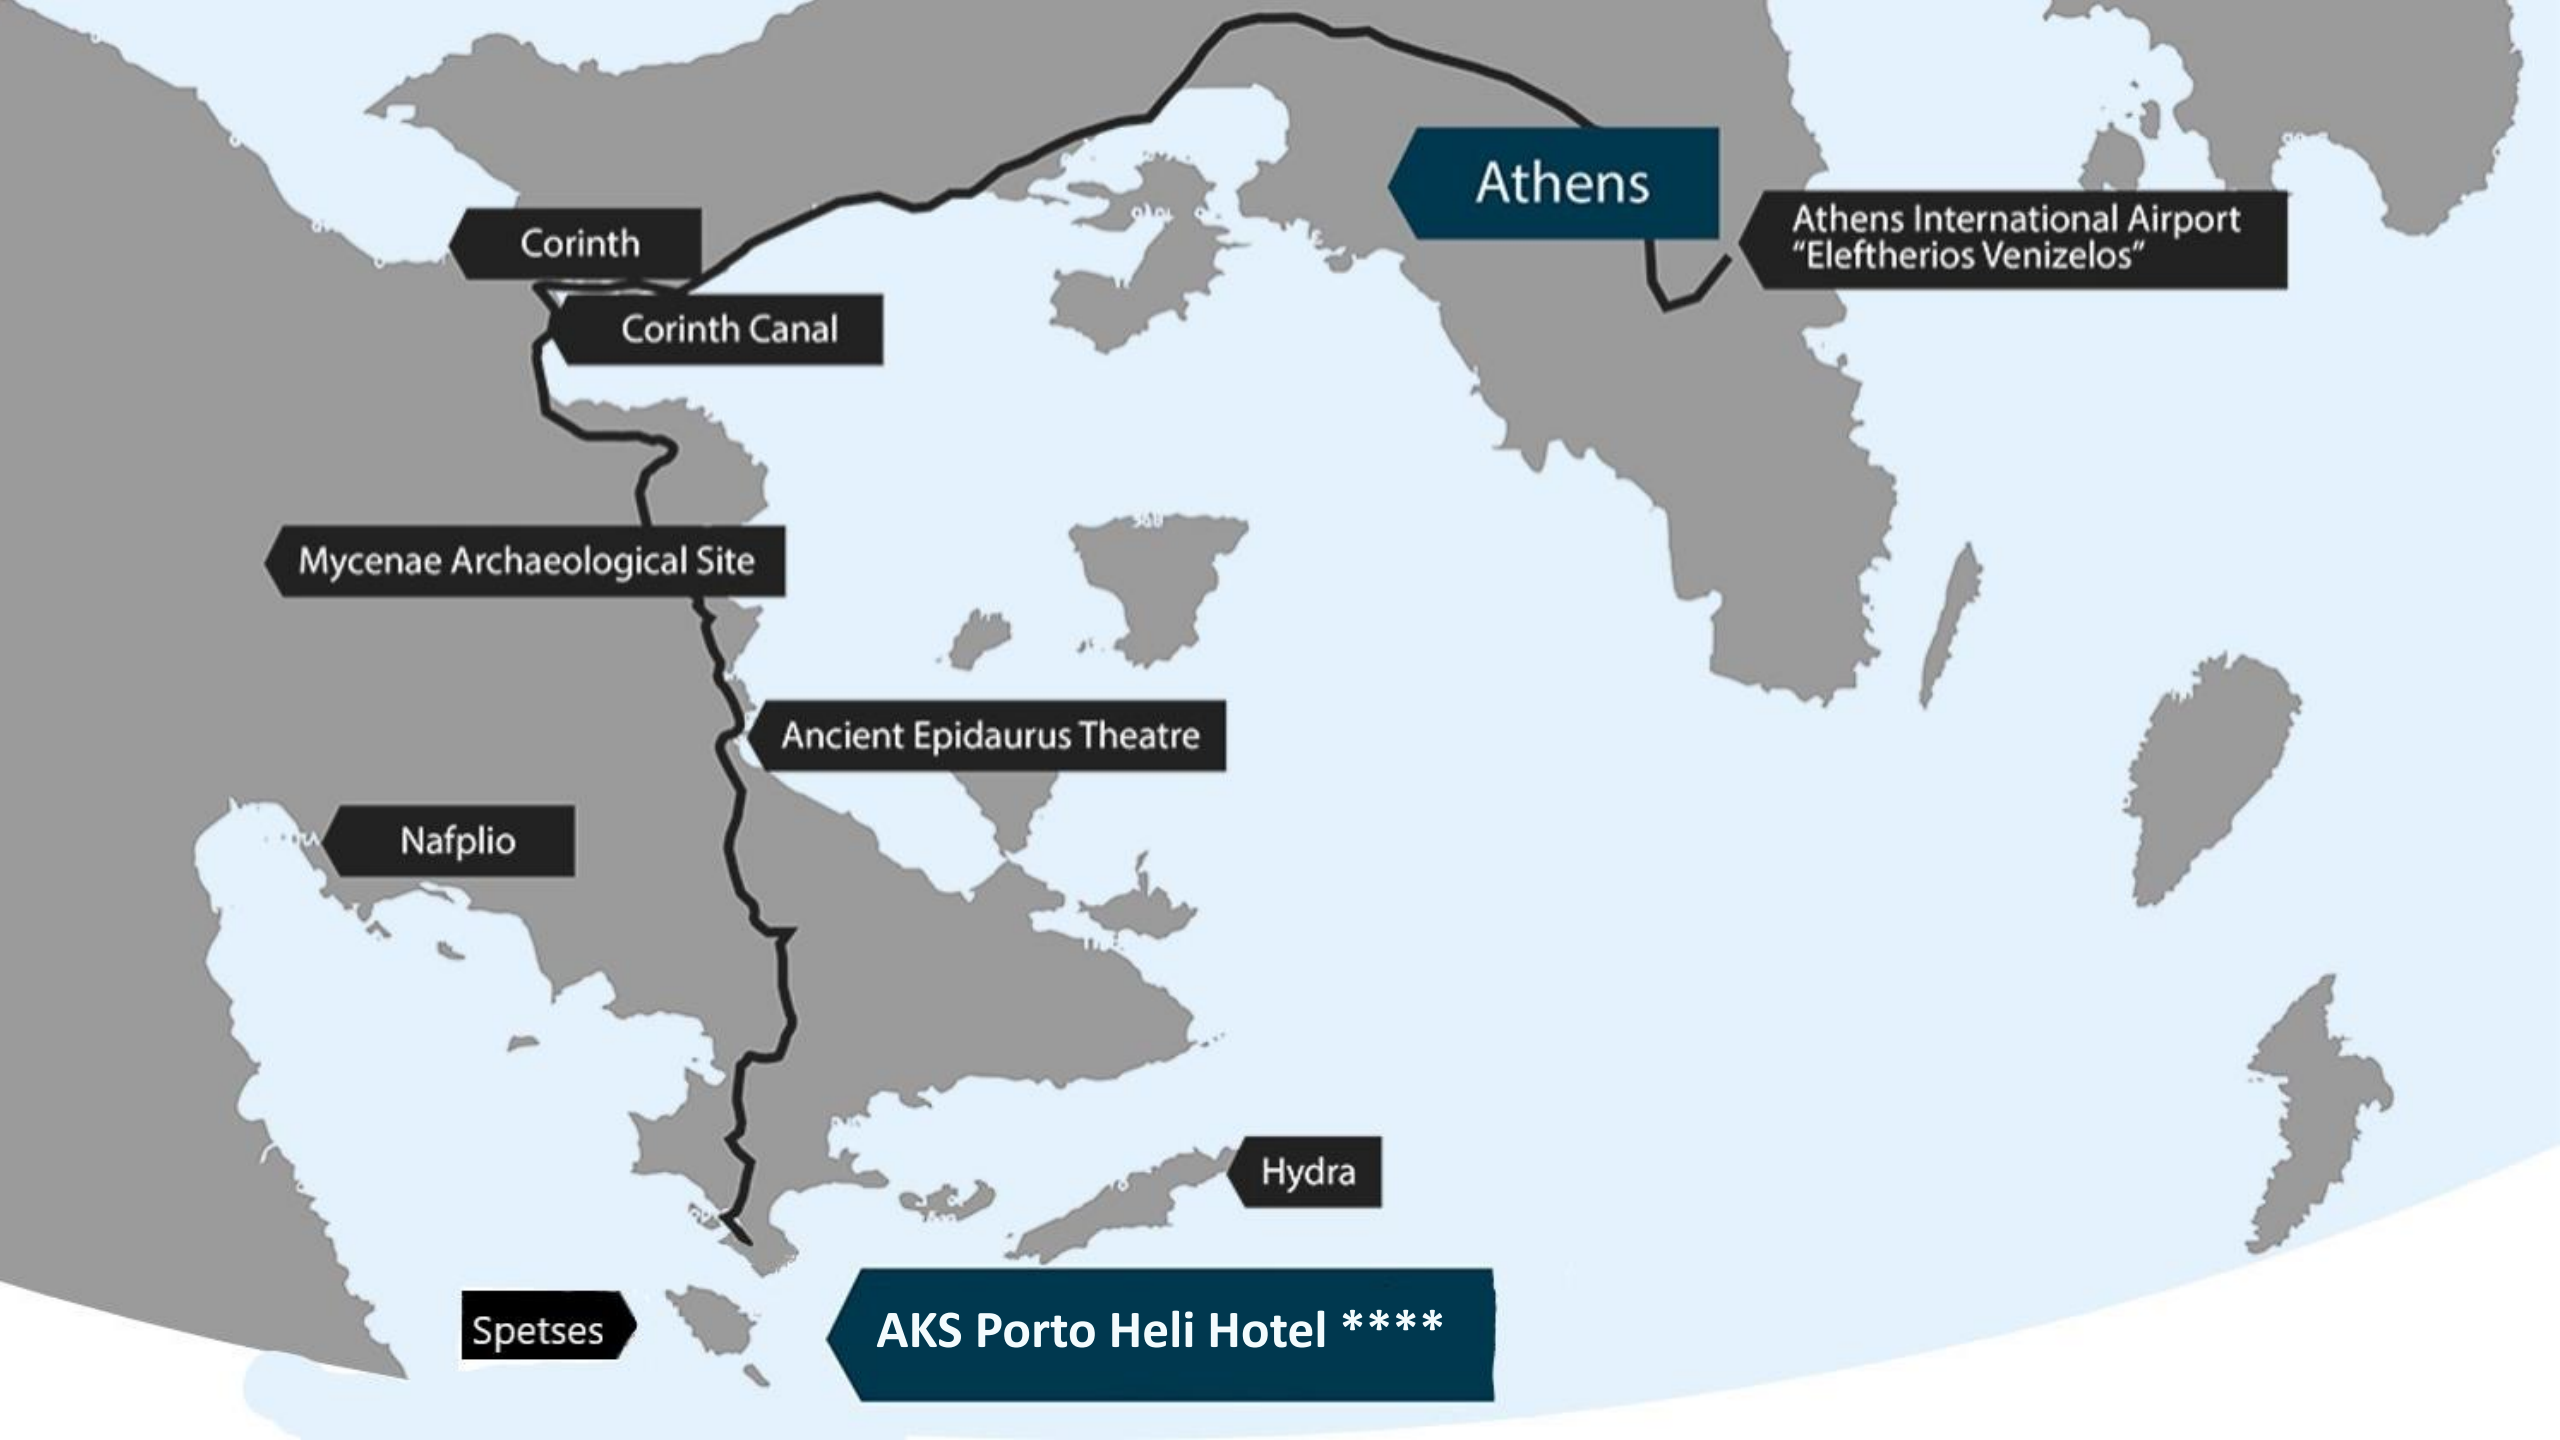 Athens
Athens International Airport
“Eleftherios Venizelos”
Corinth
Corinth Canal
Mycenae Archaeological Site
Ancient Epidaurus Theatre
Nafplio
Hydra
AKS Porto Heli Hotel ****
Spetses